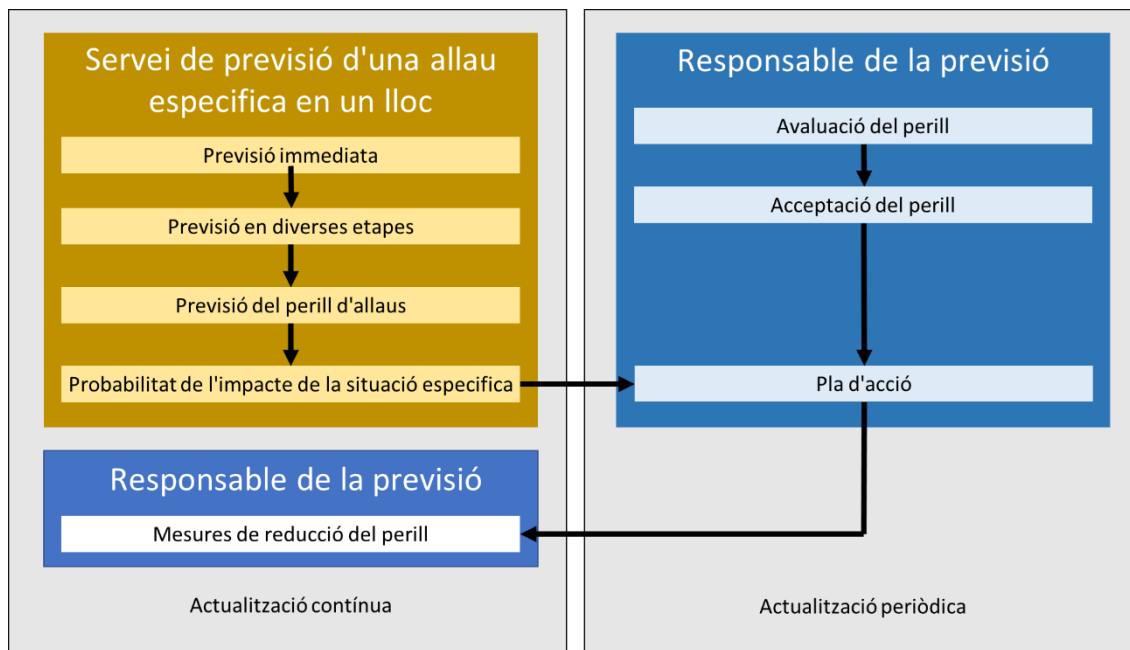 Servei de previsió d'una allau
especifica en un lloc
Previsió immediata
Previsió en diverses etapes
Previsió del perill d'allaus
Probabilitat de l'impacte de la situació especifica
Responsable de la previsió
Mesures de reducció del perill
Actualització contínua
Responsable de la previsió
Avaluació del perill
Acceptació del perill
Pla d'acció
Actualització periòdica